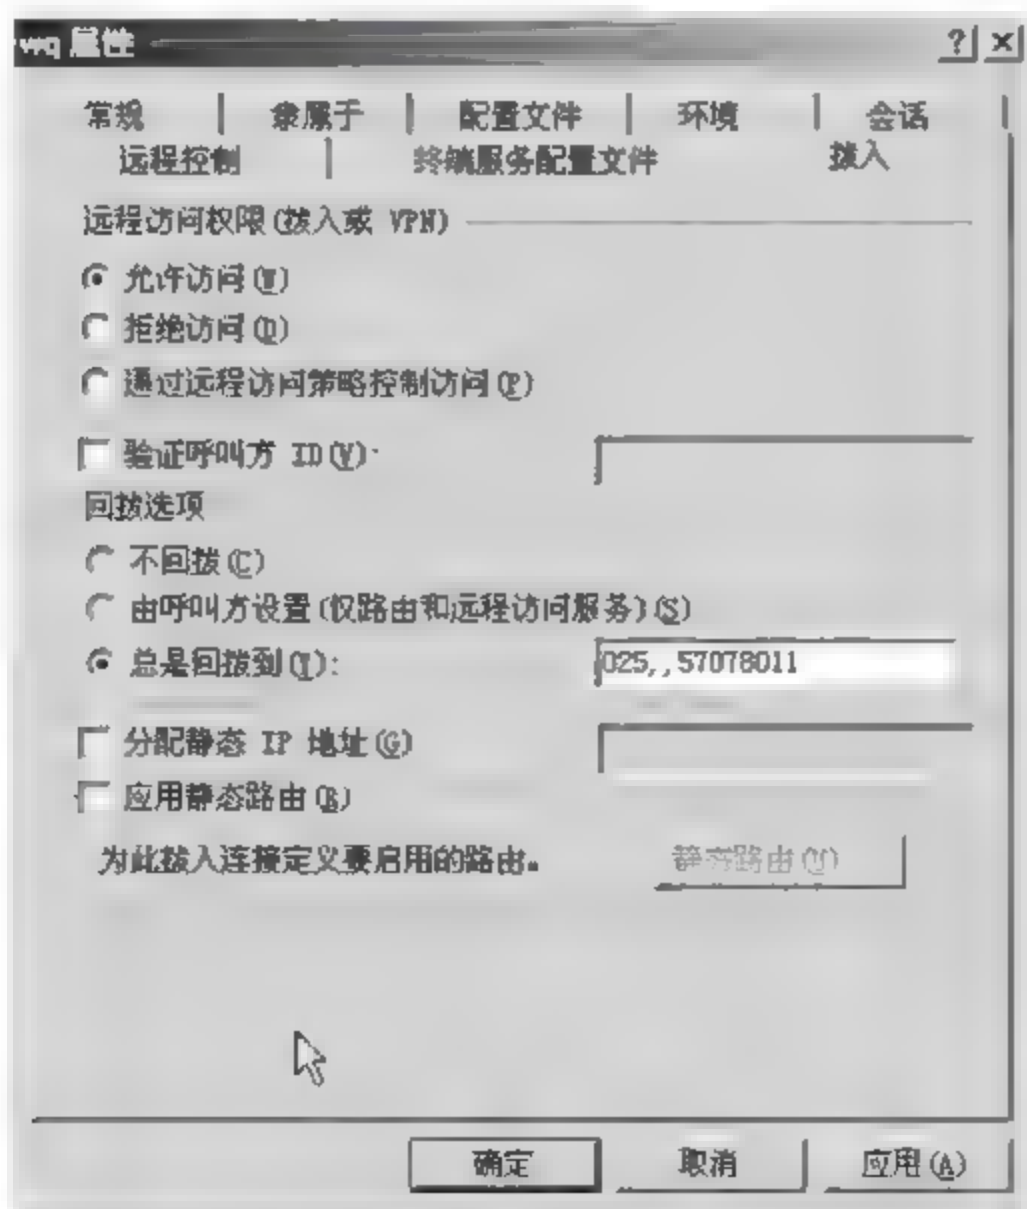 wq 属性
常规 隶属于 配置文件 环境 会话
远程控制 终端服务配置文件 拨入
远程访问权限(拨入或 VPN)
允许访问(W)
拒绝访问(D)
通过远程访问策略控制访问(P)
验证呼叫方 ID(V):
回拨选项
不回拨(C)
由呼叫方设置(仅路由和远程访问服务)(S)
总是回拨到(Y): 025,,57078011
分配静态 IP 地址(G)
应用静态路由(R)
为此拨入连接定义要启用的路由。 静态路由(U)
确定 取消 应用(A)